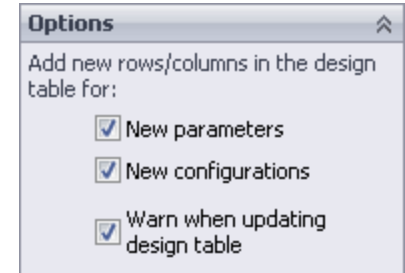 Options
Add new rows/columns in the design
table for:
New parameters
New configurations
Warn when updating
design table